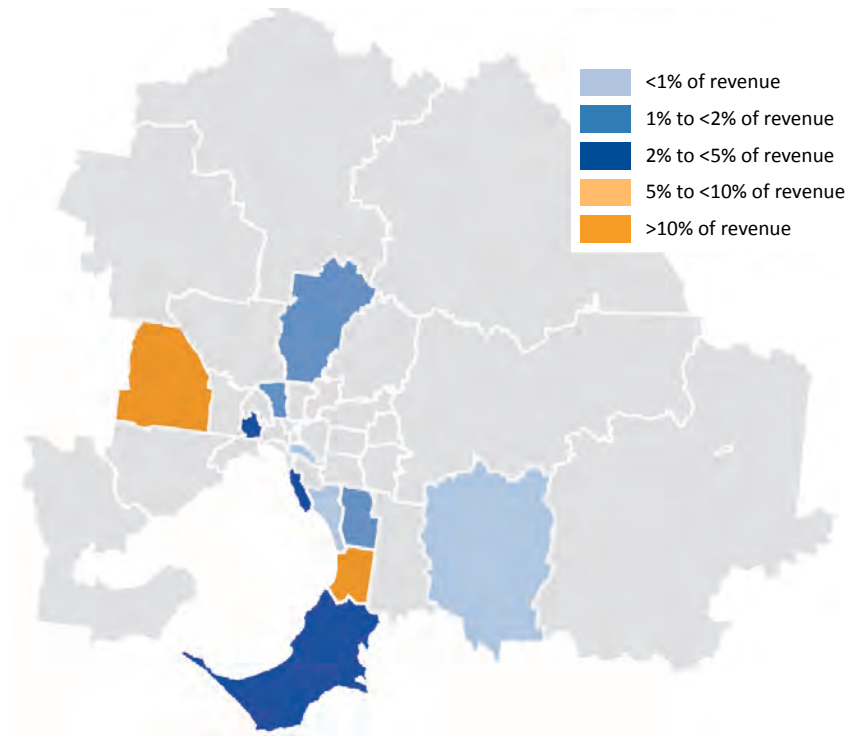 <1% of revenue
1% to <2% of revenue
2% to <5% of revenue
5% to <10% of revenue
>10% of revenue